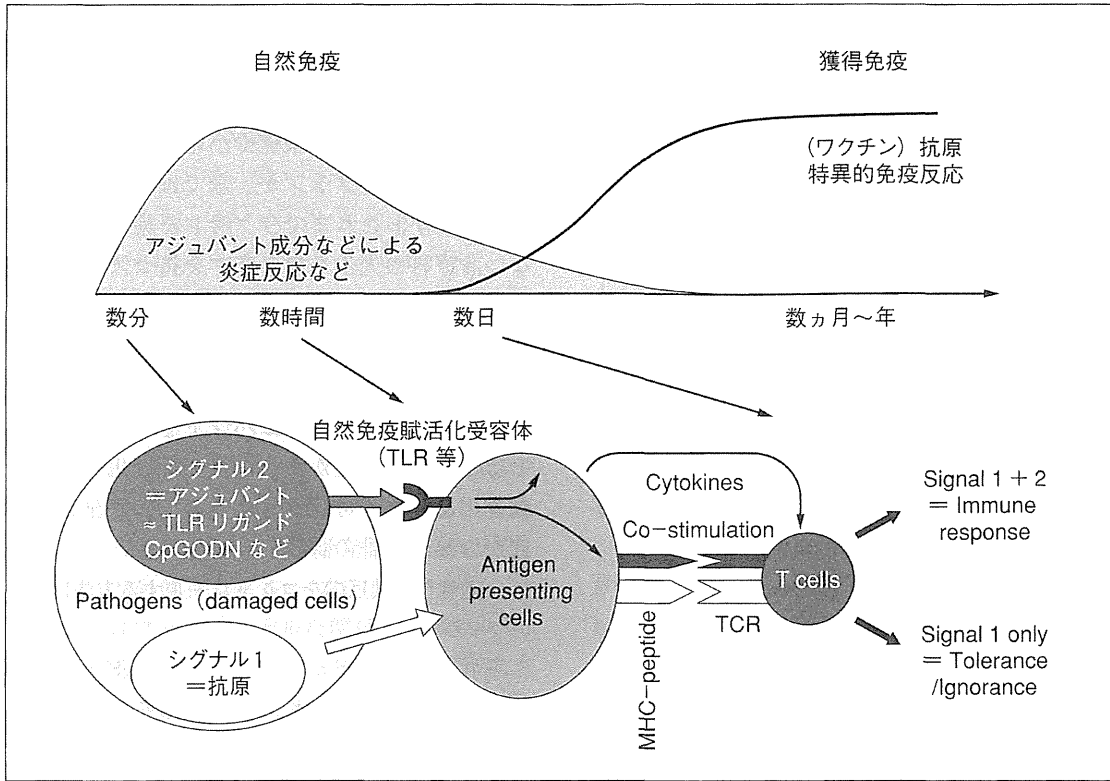 自然免疫
獲得免疫
(ワクチン) 抗原
特異的免疫反応
アジュバント成分などによる
炎症反応など
数分
数時間
数日
数ヵ月〜年
自然免疫賦活化受容体
(TLR 等)
シグナル 2
＝アジュバント
≈ TLR リガンド
CpGODN など
Pathogens (damaged cells)
シグナル 1
＝抗原
Antigen
presenting
cells
Cytokines
Co-stimulation
MHC-peptide
TCR
T cells
Signal 1 + 2
= Immune
response
Signal 1 only
= Tolerance
/Ignorance